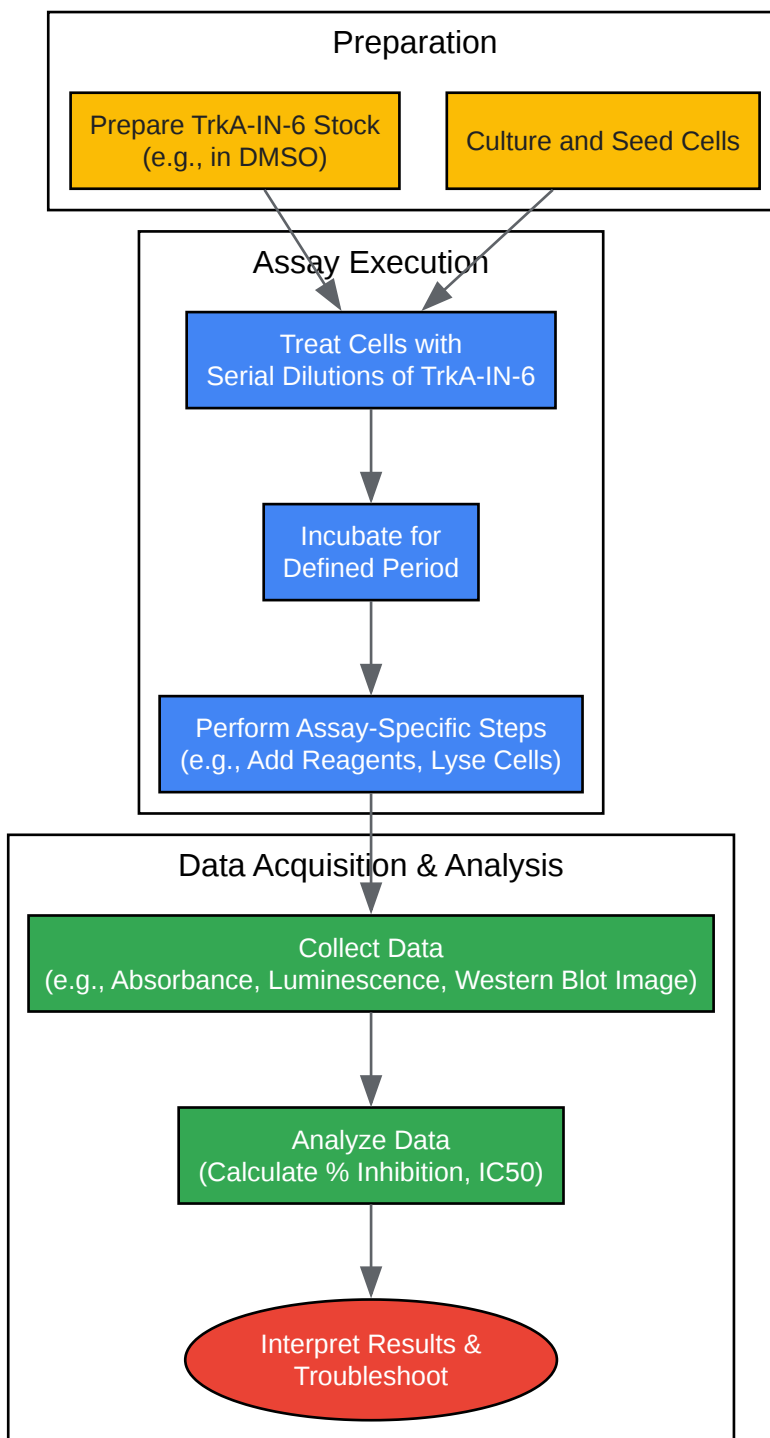 Preparation
Prepare TrkA-IN-6 Stock
(e.g., in DMSO)
Culture and Seed Cells
Assay Execution
Treat Cells with
Serial Dilutions of TrkA-IN-6
Incubate for
Defined Period
Perform Assay-Specific Steps
(e.g., Add Reagents, Lyse Cells)
Data Acquisition & Analysis
Collect Data
(e.g., Absorbance, Luminescence, Western Blot Image)
Analyze Data
(Calculate % Inhibition, IC50)
Interpret Results &
Troubleshoot